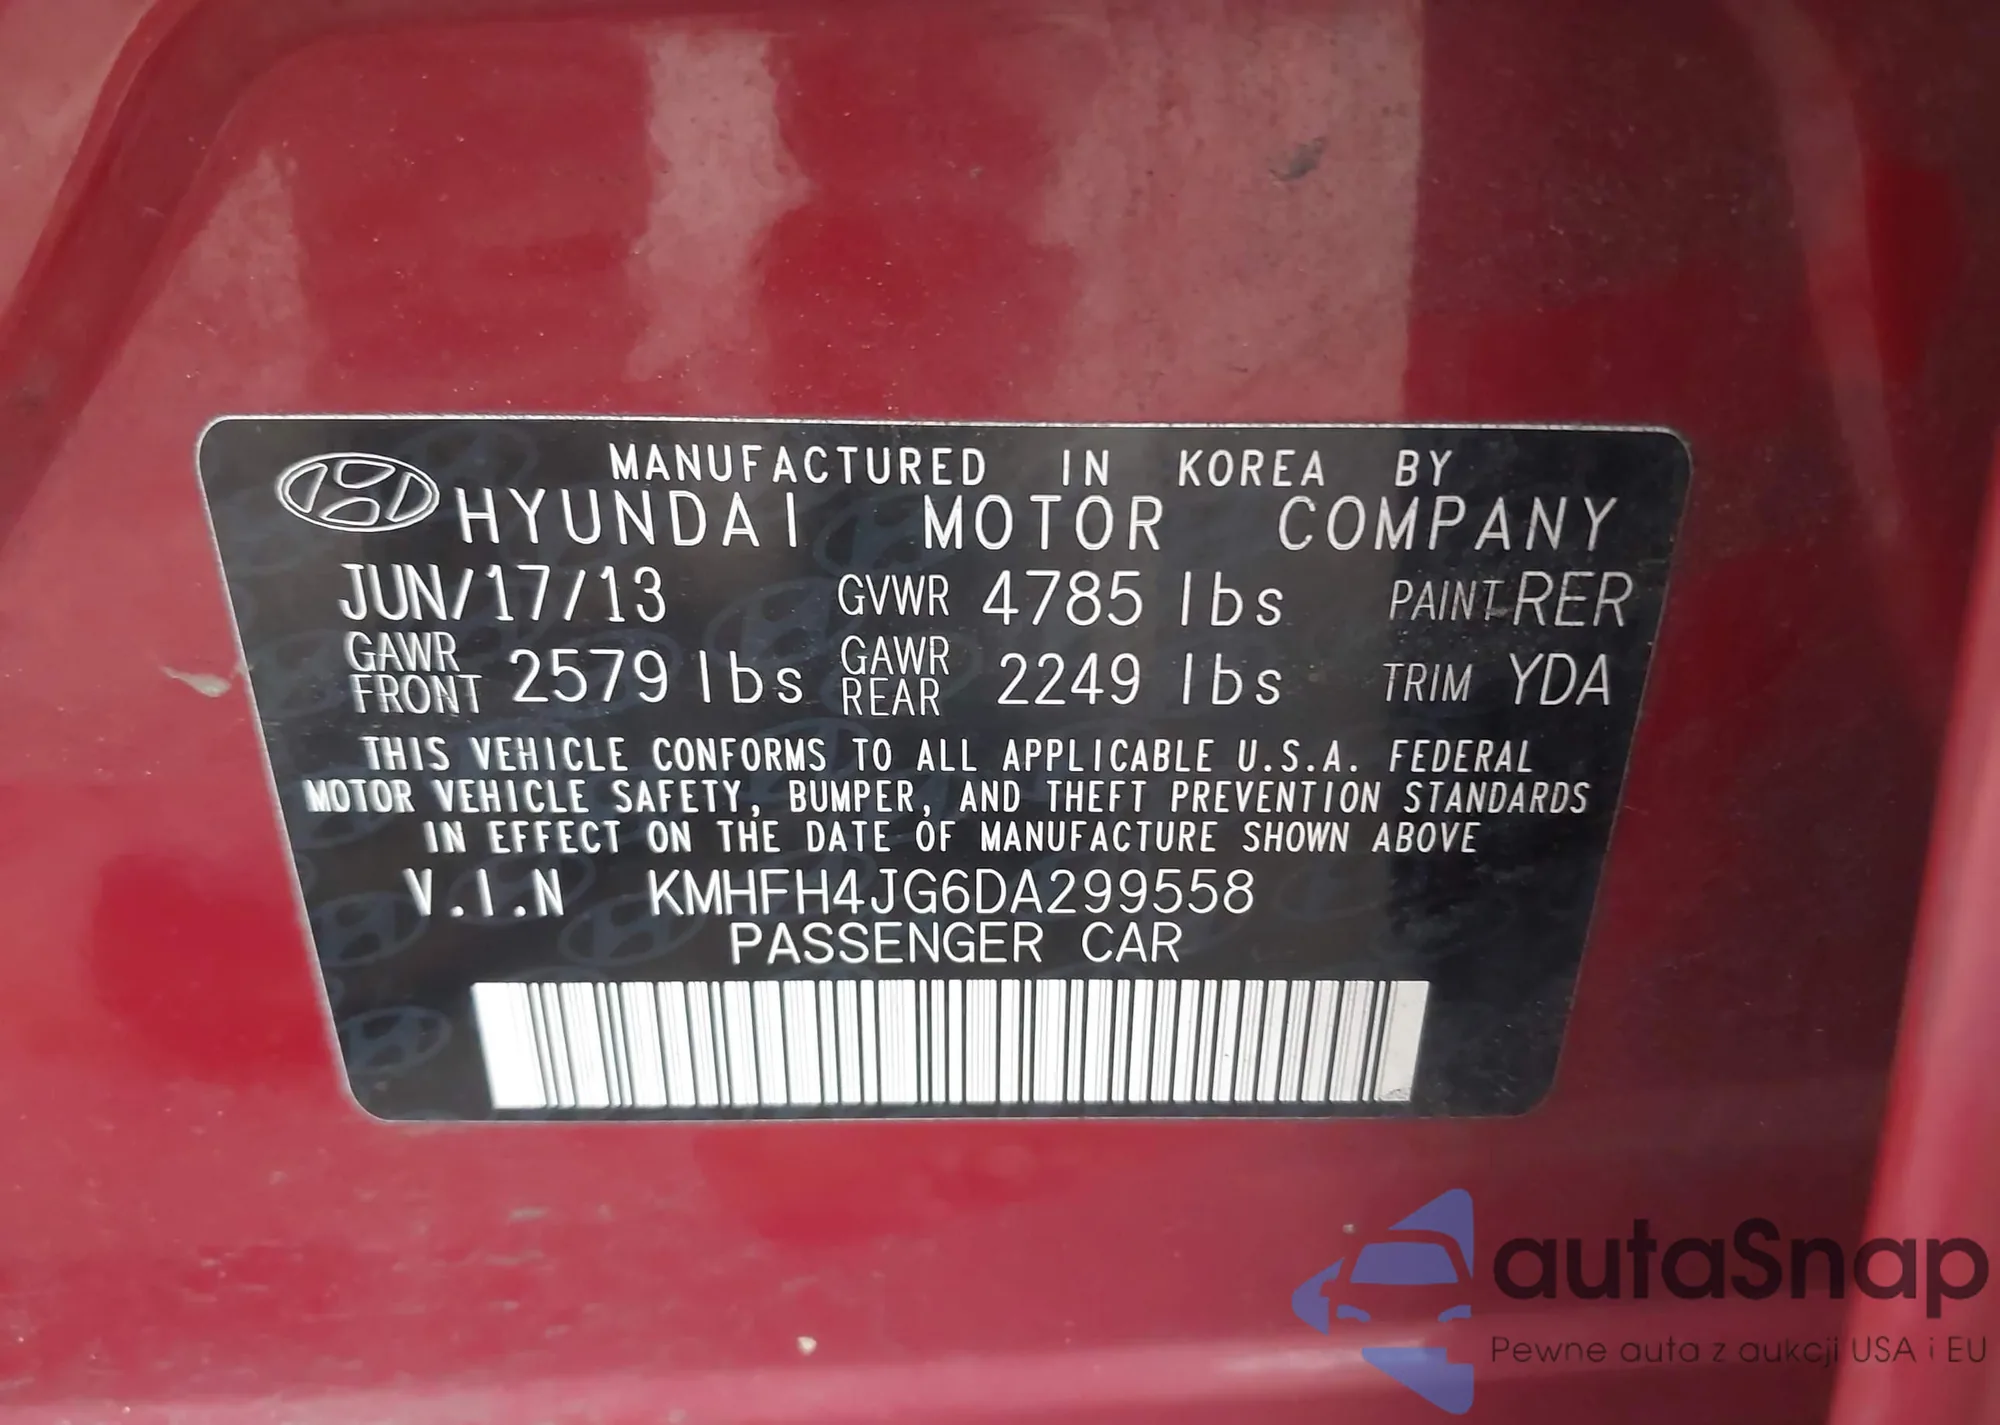 MANUFACTURED IN KOREA BY
HYUNDAI MOTOR COMPANY
JUN/17/13 GVWR 4785 lbs PAINT RER
GAWR FRONT 2579 lbs GAWR REAR 2249 lbs TRIM YDA
THIS VEHICLE CONFORMS TO ALL APPLICABLE U.S.A. FEDERAL
MOTOR VEHICLE SAFETY, BUMPER, AND THEFT PREVENTION STANDARDS
IN EFFECT ON THE DATE OF MANUFACTURE SHOWN ABOVE
V.I.N KMHFH4JG6DA299558
PASSENGER CAR
autaSnap
Pewne auta z aukcji USA i EU